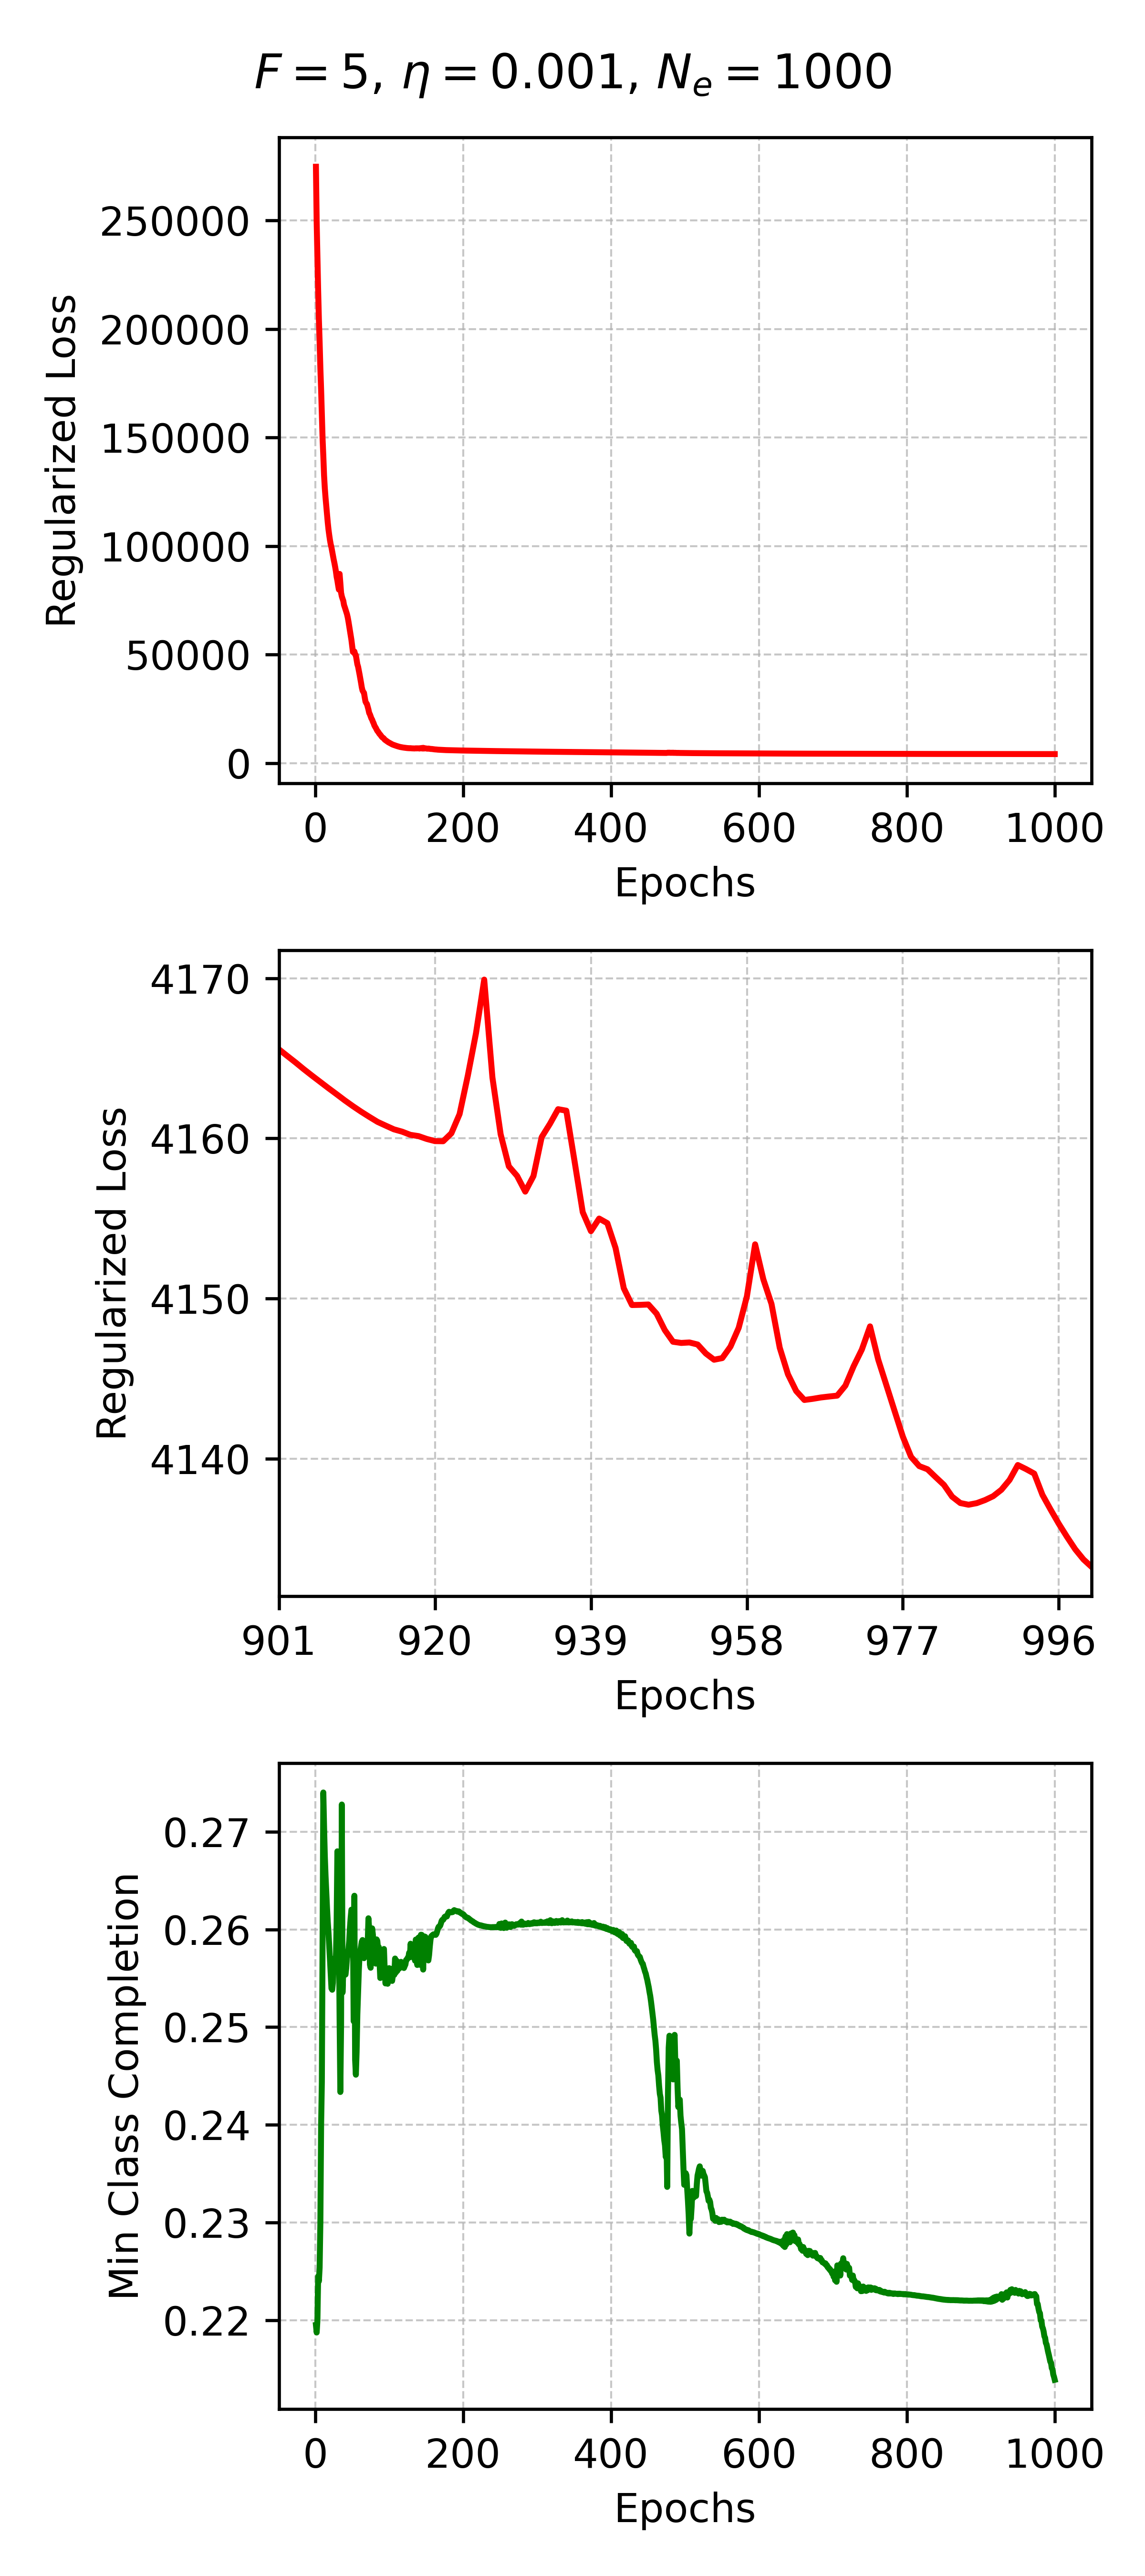 F = 5, η = 0.001, Nₑ = 1000
250000
200000
150000
100000
50000
0
Regularized Loss
0 200 400 600 800 1000
Epochs
4170
4160
4150
4140
Regularized Loss
901 920 939 958 977 996
Epochs
0.27
0.26
0.25
0.24
0.23
0.22
Min Class Completion
0 200 400 600 800 1000
Epochs